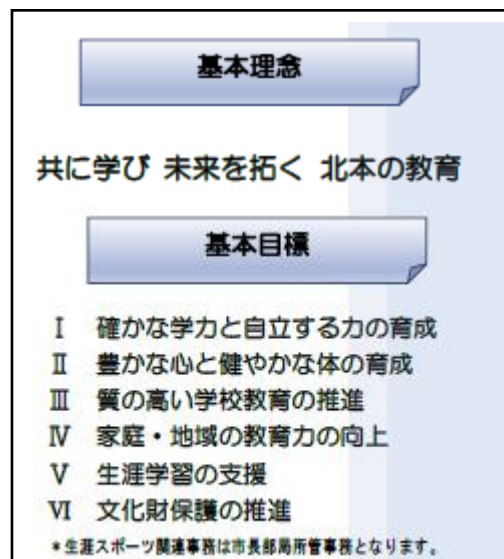 基本理念
共に学び 未来を拓く 北本の教育
基本目標
Ⅰ 確かな学力と自立する力の育成
Ⅱ 豊かな心と健やかな体の育成
Ⅲ 質の高い学校教育の推進
Ⅳ 家庭・地域の教育力の向上
Ⅴ 生涯学習の支援
Ⅵ 文化財保護の推進
*生涯スポーツ関連事務は市長部局所管事務となります。